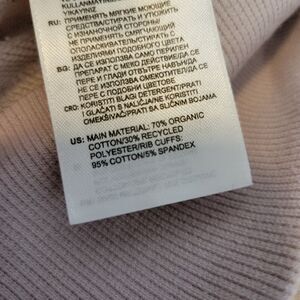 KULLANMAYINIZ
YIKAYINIZ
RU: ПРИМЕНЯТЬ МЯГКИЕ МОЮЩИЕ
СРЕДСТВА/СТИРАТЬ И УТЮЖИТЬ
С ИЗНАНОЧНОЙ СТОРОНЫ/
НЕ ПРИМЕНЯТЬ СМЯГЧАЮЩИЙ
ОПОЛАСКИВАТЕЛЬ/СТИРАТЬ С
ИЗДЕЛИЯМИ ПОДОБНОГО ЦВЕТА
BG: ДА СЕ ИЗПОЛЗВА САМО ПЕРИЛЕН
ПРЕПАРАТ С МЕКО ДЕЙСТВИЕ/ДА СЕ
ПЕРЕ И ГЛАДИ ОТВЪТРЕ НАВЪН/ДА
НЕ СЕ ИЗПОЛЗВА ОМЕКОТИТЕЛ/ДА СЕ
ПЕРЕ С ПОДОБНИ ЦВЕТОВЕ
CRO: KORISTITI BLAGI DETERDŽENT/PRATI
I GLAČATI S NALIČJA/NE KORISTITI
OMEKŠIVAČ/PRATI SA SLIČNIM BOJAMA
US: MAIN MATERIAL: 70% ORGANIC
COTTON/30% RECYCLED
POLYESTER/RIB CUFFS:
95% COTTON/5% SPANDEX